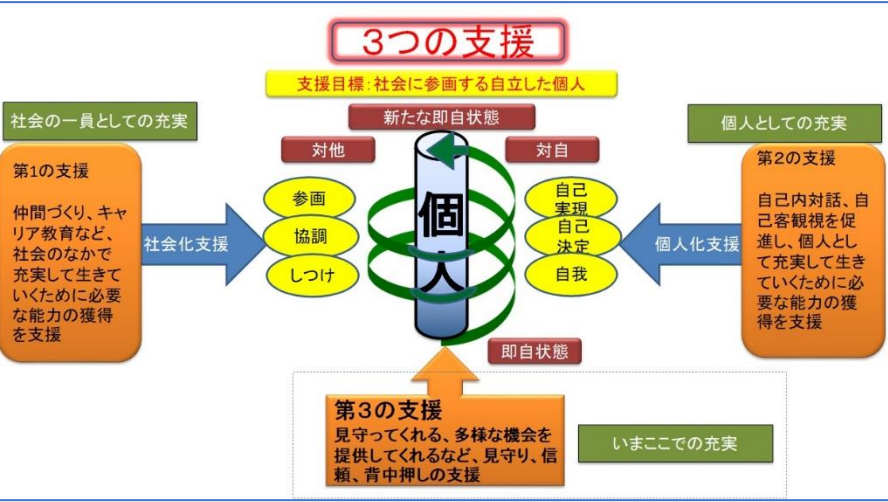 3つの支援
支援目標:社会に参画する自立した個人
新たな即自状態
社会の一員としての充実
個人としての充実
対他
対自
第1の支援
仲間づくり、キャ
リア教育など、
社会のなかで
充実して生きて
いくために必要
な能力の獲得
を支援
社会化支援
参画
協調
しつけ
個
人
自己
実現
自己
決定
自我
個人化支援
第2の支援
自己内対話、自
己客観視を促
進し、個人とし
て充実して生き
ていくために必
要な能力の獲
得を支援
即自状態
第3の支援
見守ってくれる、多様な機会を
提供してくれるなど、見守り、信
頼、背中押しの支援
いまここでの充実